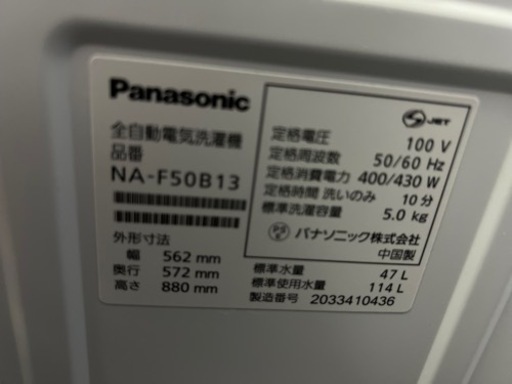 Panasonic
全自動電気洗濯機
品番
NA-F50B13
外形寸法
幅 562 mm
奥行 572 mm
高さ 880 mm
JET
定格電圧 100 V
定格周波数 50/60 Hz
定格消費電力 400/430 W
定格時間 洗いのみ 10分
標準洗濯容量 5.0 kg
PS E パナソニック株式会社
中国製
標準水量 47 L
標準使用水量 114 L
製造番号 2033410436